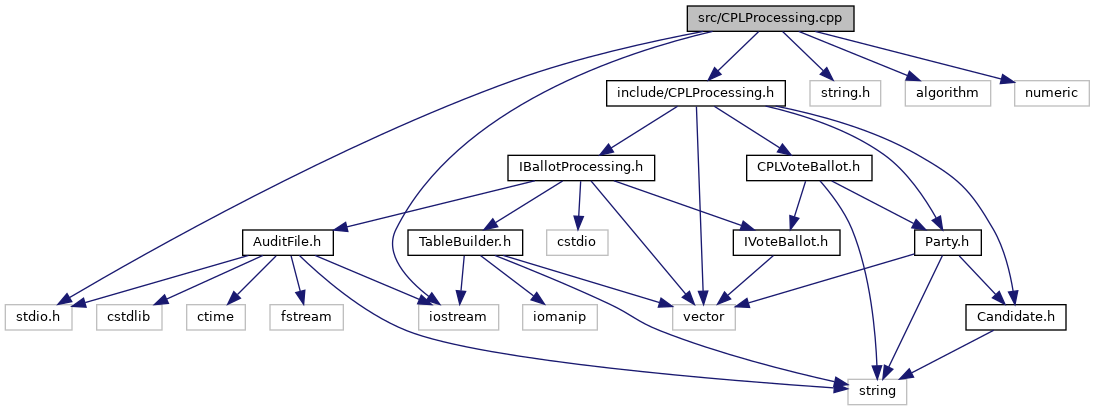 src/CPLProcessing.cpp
include/CPLProcessing.h
string.h
algorithm
numeric
IBallotProcessing.h
CPLVoteBallot.h
AuditFile.h
TableBuilder.h
cstdio
IVoteBallot.h
Party.h
stdio.h
cstdlib
ctime
fstream
iostream
iomanip
vector
Candidate.h
string